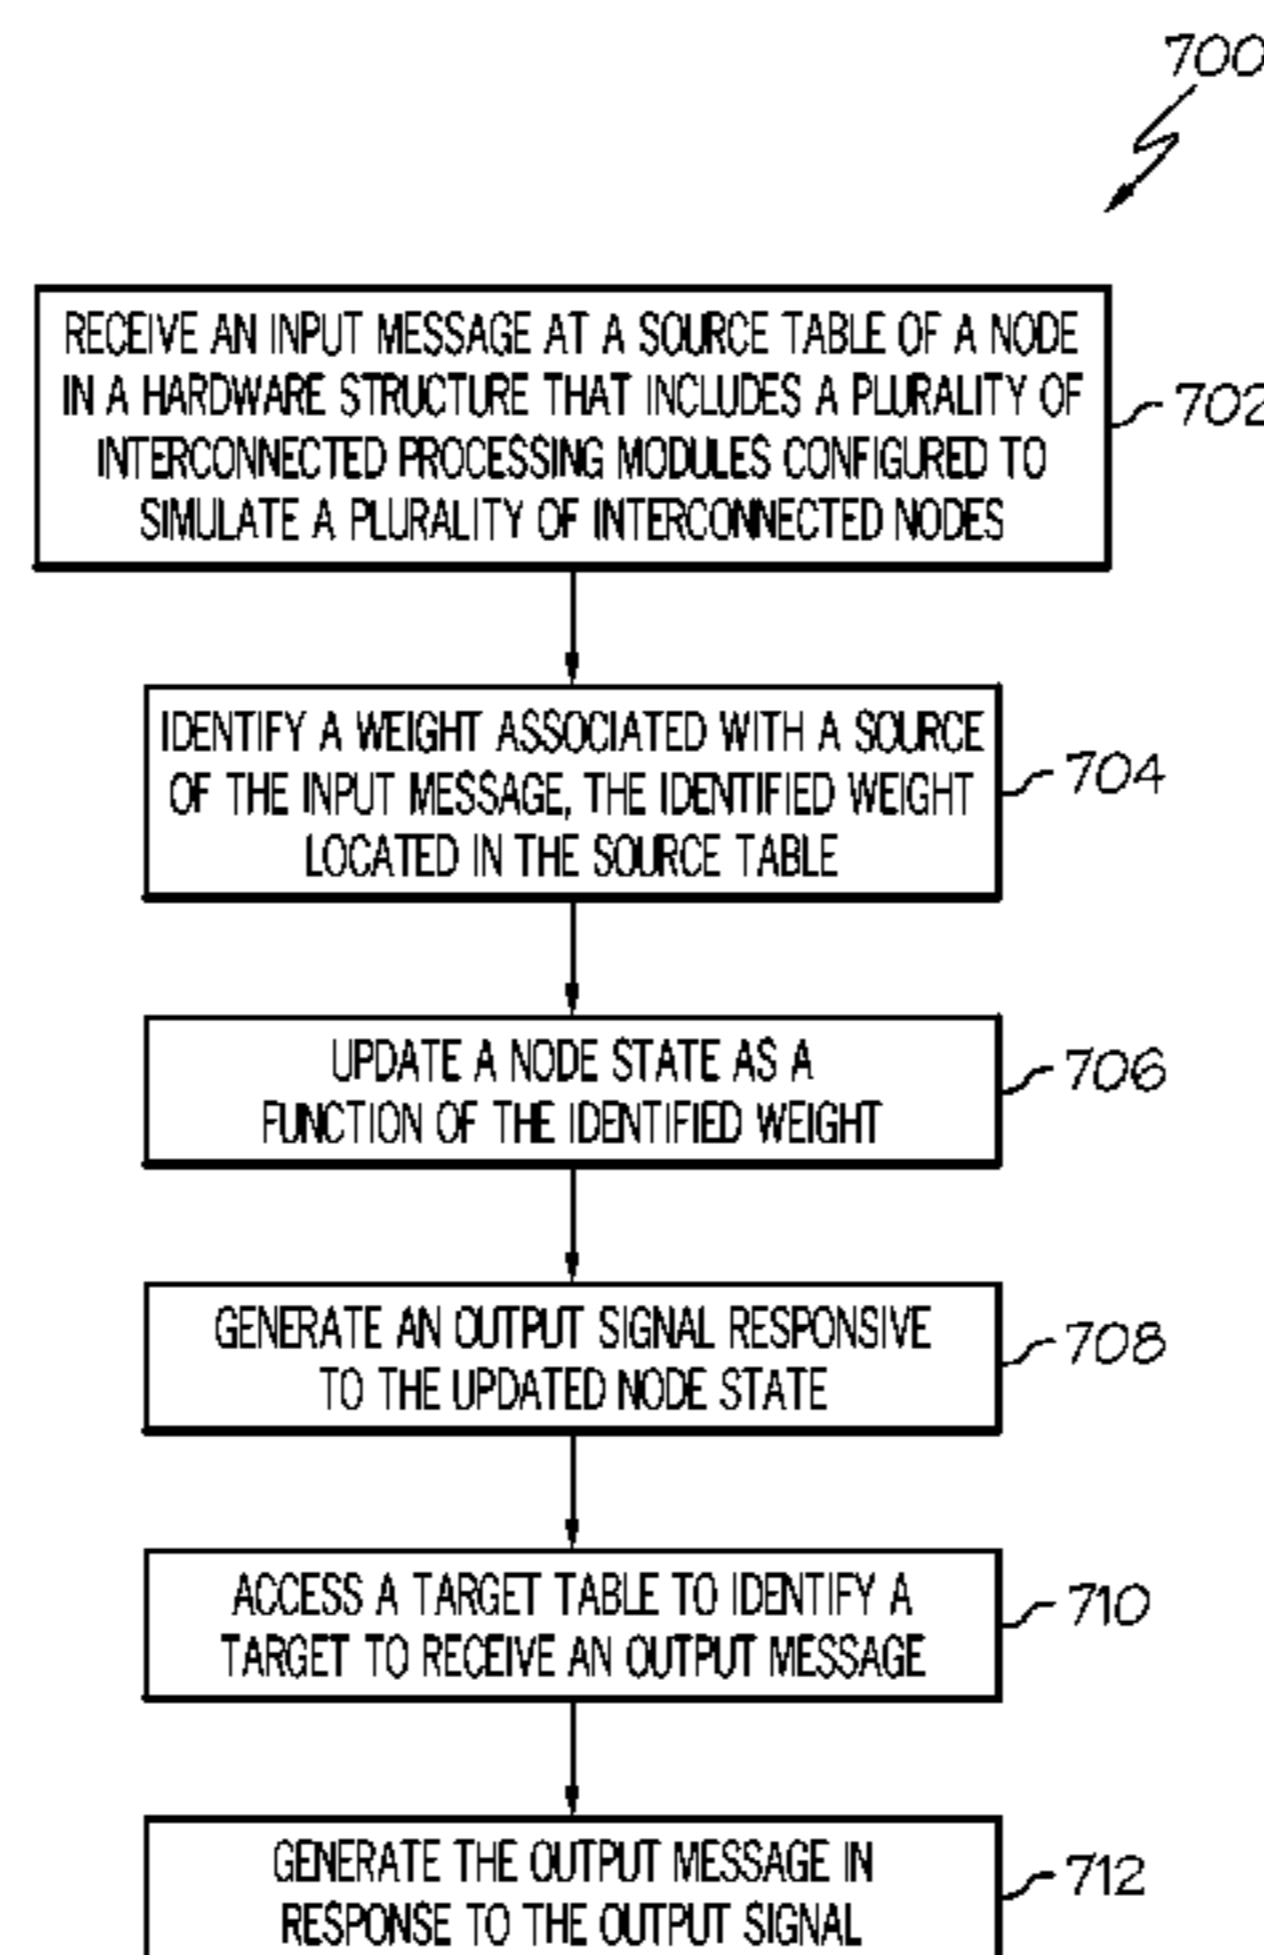 700
RECEIVE AN INPUT MESSAGE AT A SOURCE TABLE OF A NODE
IN A HARDWARE STRUCTURE THAT INCLUDES A PLURALITY OF
INTERCONNECTED PROCESSING MODULES CONFIGURED TO
SIMULATE A PLURALITY OF INTERCONNECTED NODES
702
IDENTIFY A WEIGHT ASSOCIATED WITH A SOURCE
OF THE INPUT MESSAGE, THE IDENTIFIED WEIGHT
LOCATED IN THE SOURCE TABLE
704
UPDATE A NODE STATE AS A
FUNCTION OF THE IDENTIFIED WEIGHT
706
GENERATE AN OUTPUT SIGNAL RESPONSIVE
TO THE UPDATED NODE STATE
708
ACCESS A TARGET TABLE TO IDENTIFY A
TARGET TO RECEIVE AN OUTPUT MESSAGE
710
GENERATE THE OUTPUT MESSAGE IN
RESPONSE TO THE OUTPUT SIGNAL
712